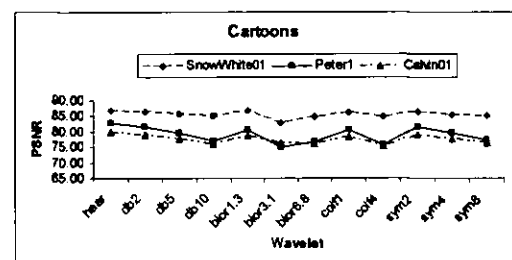 Cartoons
SnowWhite01 Peter1 Calvin01
PSNR
90.00
85.00
80.00
75.00
70.00
65.00
haar db2 db5 db10 bior1.3 bior3.1 bior6.8 coif1 coif4 sym2 sym4 sym8
Wavelet